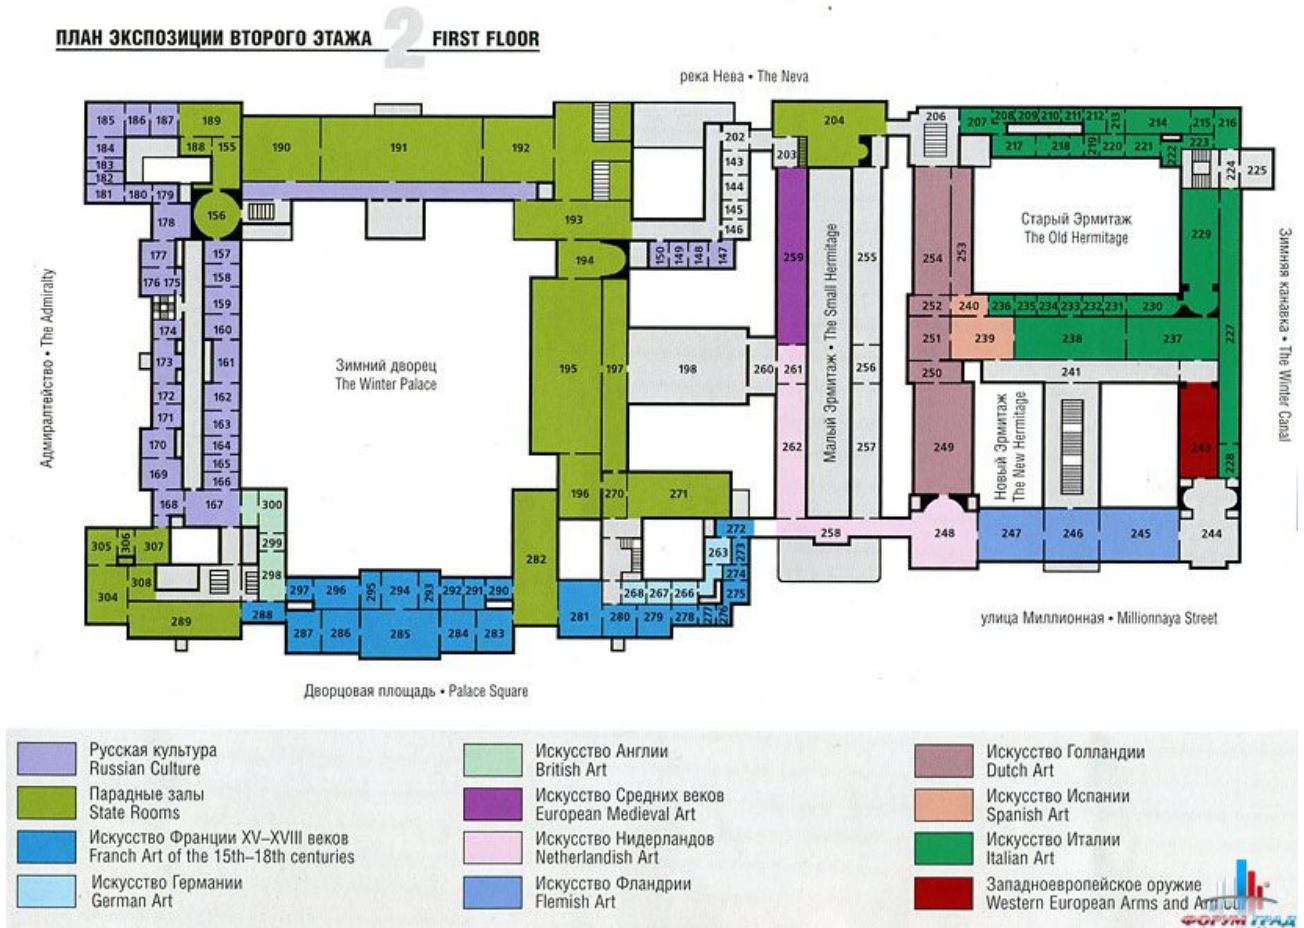 ПЛАН ЭКСПОЗИЦИИ ВТОРОГО ЭТАЖА 2 FIRST FLOOR
река Нева • The Neva
185 186 187 189 190 191 192 204 206 207 208 209 210 211 212 213 214 215 216
184 188 155 202 203 217 218 219 220 221 222 223 224 225
183 143
182 144
181 180 179 145
178 156 193 146
177 157 194 150 149 148 147 259 255 254 253 229
176 175 158
159 252 240 236 235 234 233 232 231 230 227
174 160 251 239 238 237
173 161 195 197 198 260 261 256 250 241
172 162
171 163 262 257 249 243
170 164
169 165 228
166 196 270 271
168 167 300 258 248 247 246 245 244
305 306 307 299 282 272 263 273
308 298 274
304 297 296 295 294 293 292 291 290 268 267 266 275
289 288 281 280 279 278 277 276
287 286 285 284 283
Старый Эрмитаж
The Old Hermitage
Зимний дворец
The Winter Palace
Адмиралтейство • The Admiralty
Малый Эрмитаж • The Small Hermitage
Новый Эрмитаж
The New Hermitage
Зимняя канавка • The Winter Canal
улица Миллионная • Millionnaya Street
Дворцовая площадь • Palace Square
Русская культура
Russian Culture
Парадные залы
State Rooms
Искусство Франции XV–XVIII веков
Franch Art of the 15th–18th centuries
Искусство Германии
German Art
Искусство Англии
British Art
Искусство Средних веков
European Medieval Art
Искусство Нидерландов
Netherlandish Art
Искусство Фландрии
Flemish Art
Искусство Голландии
Dutch Art
Искусство Испании
Spanish Art
Искусство Италии
Italian Art
Западноевропейское оружие
Western European Arms and
ФОРУМ ГРАД